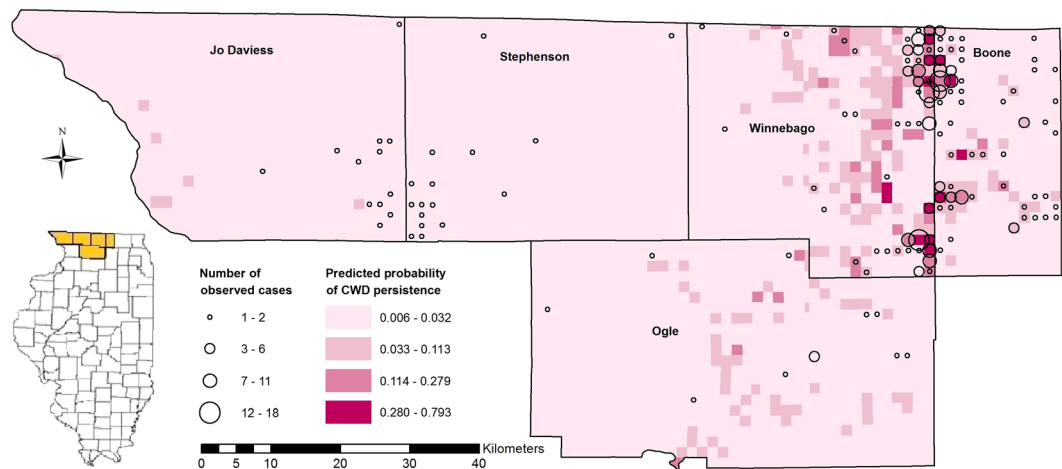 Jo Daviess
Stephenson
Boone
Winnebago
N
Number of
observed cases
1 - 2
3 - 6
7 - 11
12 - 18
Predicted probability
of CWD persistence
0.006 - 0.032
0.033 - 0.113
0.114 - 0.279
0.280 - 0.793
Ogle
Kilometers
0 5 10 20 30 40